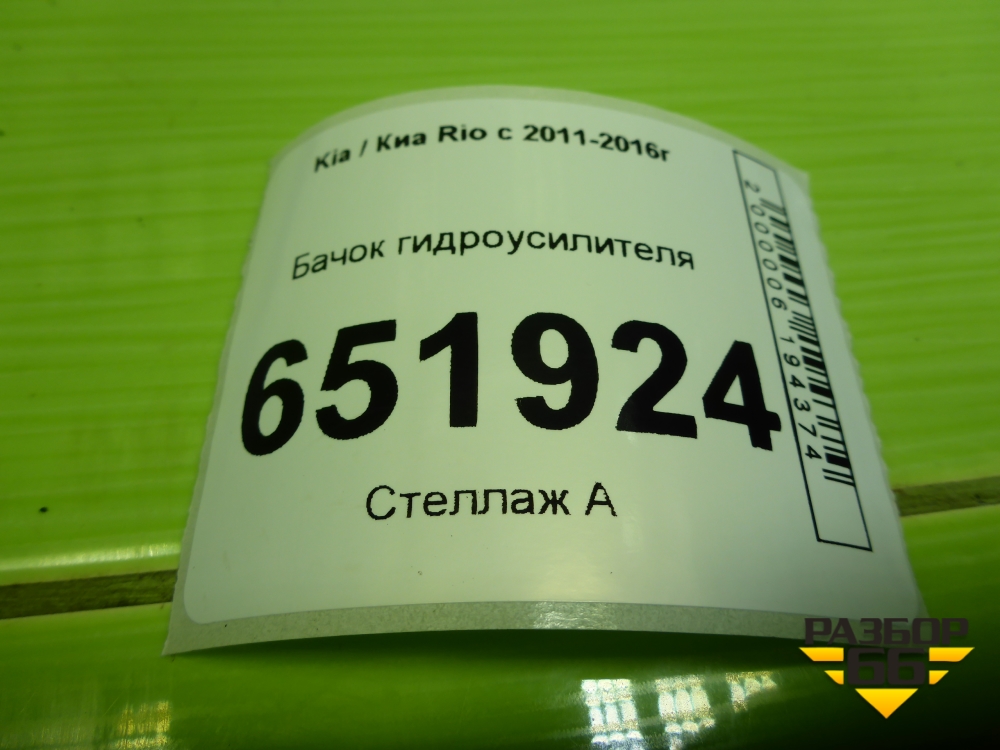 Kia / Киа Rio с 2011-2016г
Бачок гидроусилителя
651924
Стеллаж А
2000006194374
РАЗБОР
66